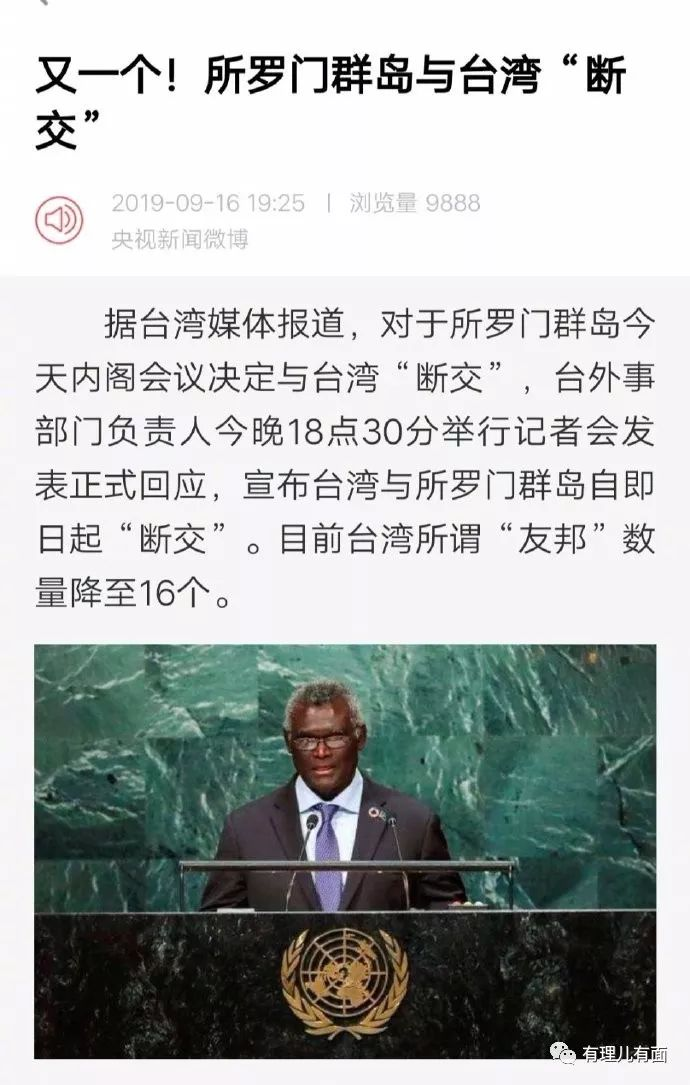 又一个！所罗门群岛与台湾“断
交”
2019-09-16 19:25 | 浏览量 9888
央视新闻微博
据台湾媒体报道，对于所罗门群岛今
天内阁会议决定与台湾“断交”，台外事
部门负责人今晚18点30分举行记者会发
表正式回应，宣布台湾与所罗门群岛自即
日起“断交”。目前台湾所谓“友邦”数
量降至16个。
有理儿有面